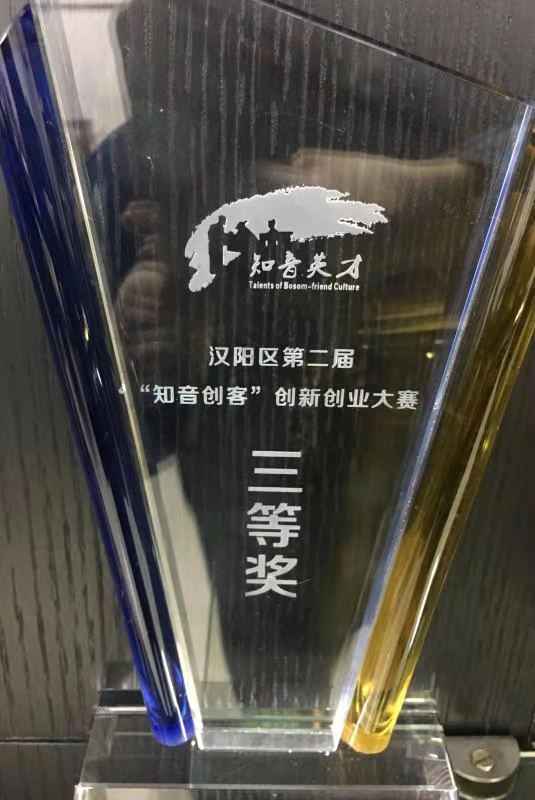 知音英才
Talents of Bosom-friend Culture
汉阳区第二届
“知音创客”创新创业大赛
三等奖